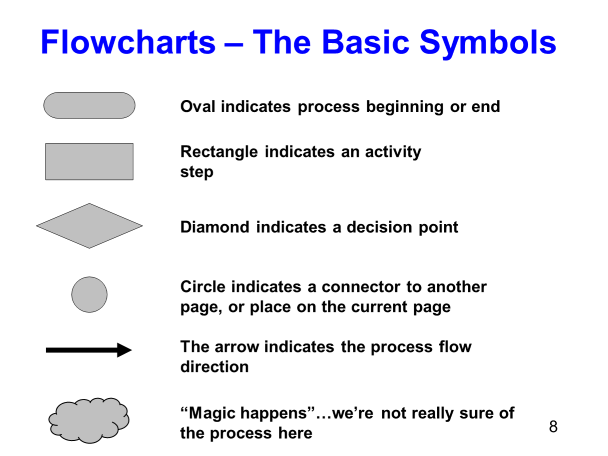 Flowcharts – The Basic Symbols
Oval indicates process beginning or end
Rectangle indicates an activity
step
Diamond indicates a decision point
Circle indicates a connector to another
page, or place on the current page
The arrow indicates the process flow
direction
“Magic happens”…we’re not really sure of
the process here
8